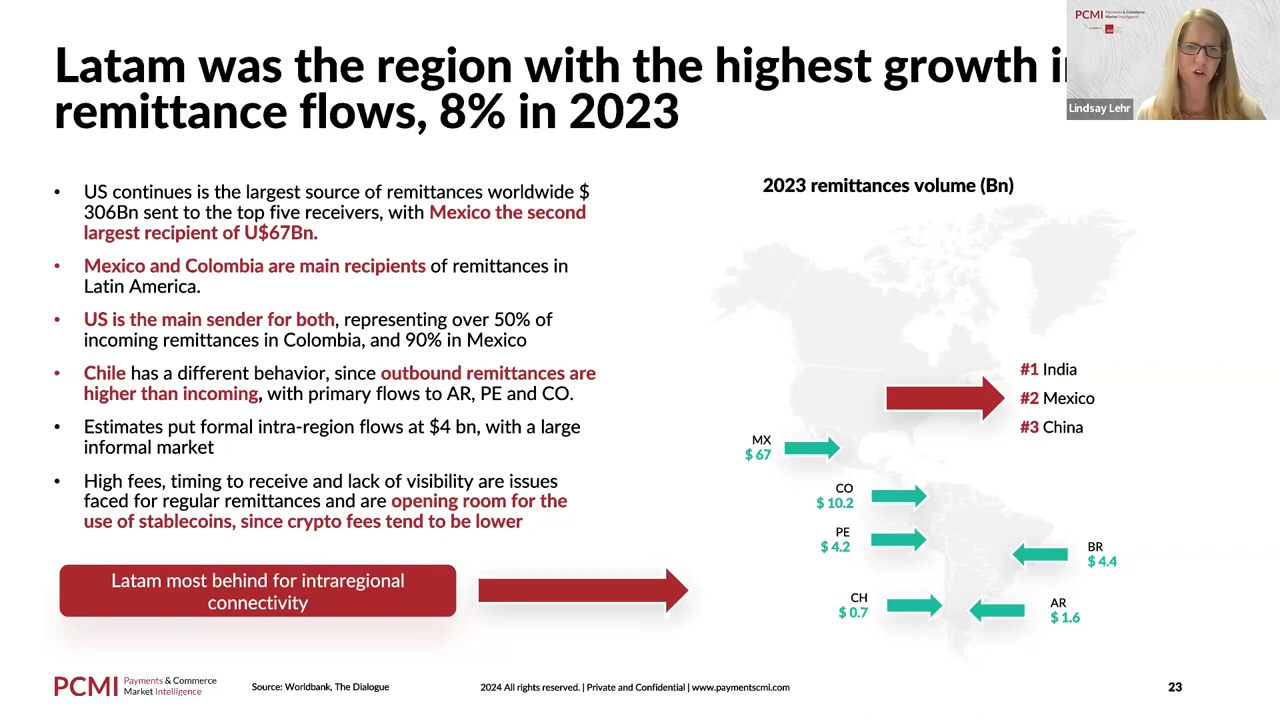 Latam was the region with the highest growth
remittance flows, 8% in 2023
PCMI Payments & Commerce
Market Intelligence
Lindsay Lehr
• US continues is the largest source of remittances worldwide $
306Bn sent to the top five receivers, with Mexico the second
largest recipient of U$67Bn.
• Mexico and Colombia are main recipients of remittances in
Latin America.
• US is the main sender for both, representing over 50% of
incoming remittances in Colombia, and 90% in Mexico
• Chile has a different behavior, since outbound remittances are
higher than incoming, with primary flows to AR, PE and CO.
• Estimates put formal intra-region flows at $4 bn, with a large
informal market
• High fees, timing to receive and lack of visibility are issues
faced for regular remittances and are opening room for the
use of stablecoins, since crypto fees tend to be lower
Latam most behind for intraregional
connectivity
2023 remittances volume (Bn)
#1 India
#2 Mexico
#3 China
MX
$ 67
CO
$ 10.2
PE
$ 4.2
BR
$ 4.4
CH
$ 0.7
AR
$ 1.6
PCMI Payments & Commerce
Market Intelligence
Source: Worldbank, The Dialogue
2024 All rights reserved. | Private and Confidential | www.paymentscmi.com
23